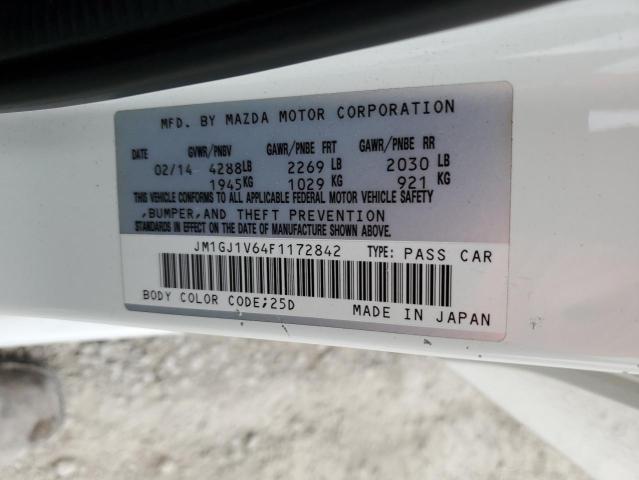 MFD. BY MAZDA MOTOR CORPORATION
DATE GVWR/PNBV GAWR/PNBE FRT GAWR/PNBE RR
02/14 4288LB 2269 LB 2030 LB
1945KG 1029 KG 921 KG
THIS VEHICLE CONFORMS TO ALL APPLICABLE FEDERAL MOTOR VEHICLE SAFETY
,BUMPER,AND THEFT PREVENTION
STANDARDS IN EFFECT ON THE DATE OF MANUFACTURE SHOWN ABOVE.
JM1GJ1V64F1172842 TYPE: PASS CAR
BODY COLOR CODE;25D MADE IN JAPAN